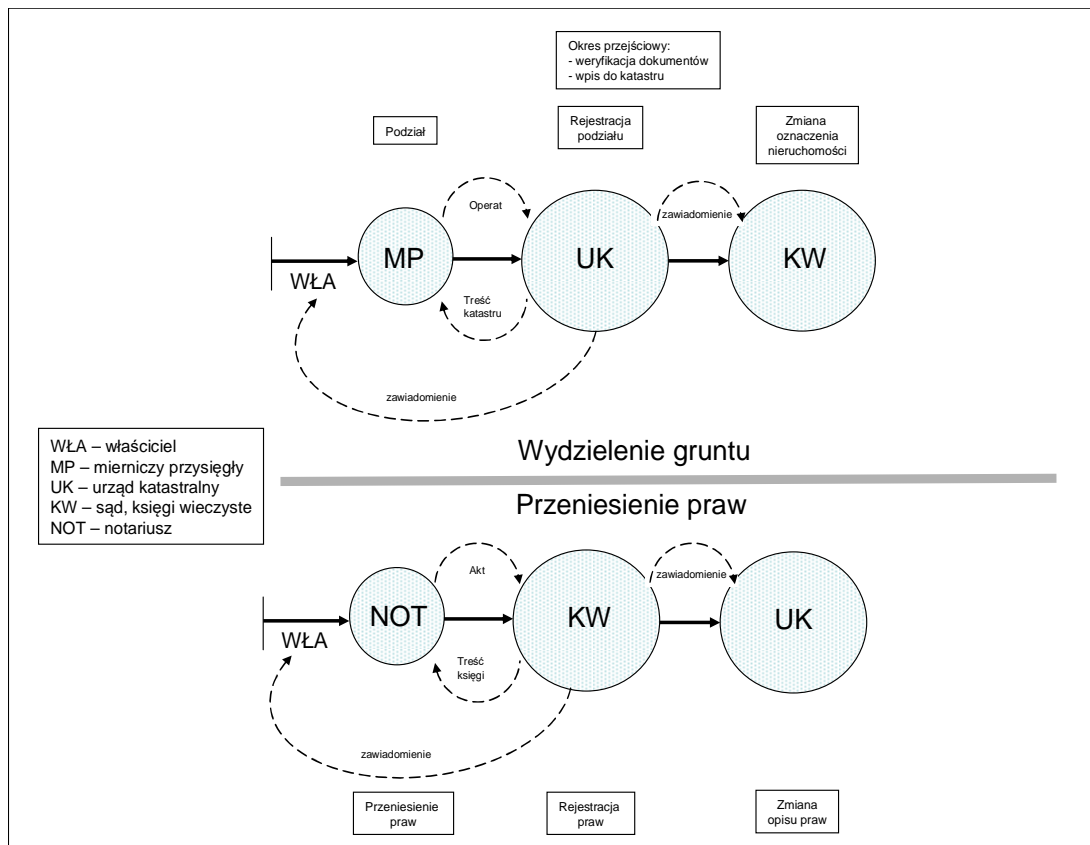 Okres przejściowy:
- weryfikacja dokumentów
- wpis do katastru
Podział
Rejestracja
podziału
Zmiana
oznaczenia
nieruchomości
Operat
zawiadomienie
MP
UK
KW
WŁA
Treść
katastru
zawiadomienie
Wydzielenie gruntu
WŁA – właściciel
MP – mierniczy przysięgły
UK – urząd katastralny
KW – sąd, księgi wieczyste
NOT – notariusz
Przeniesienie praw
Akt
zawiadomienie
NOT
KW
UK
WŁA
Treść
księgi
zawiadomienie
Przeniesienie
praw
Rejestracja
praw
Zmiana
opisu praw